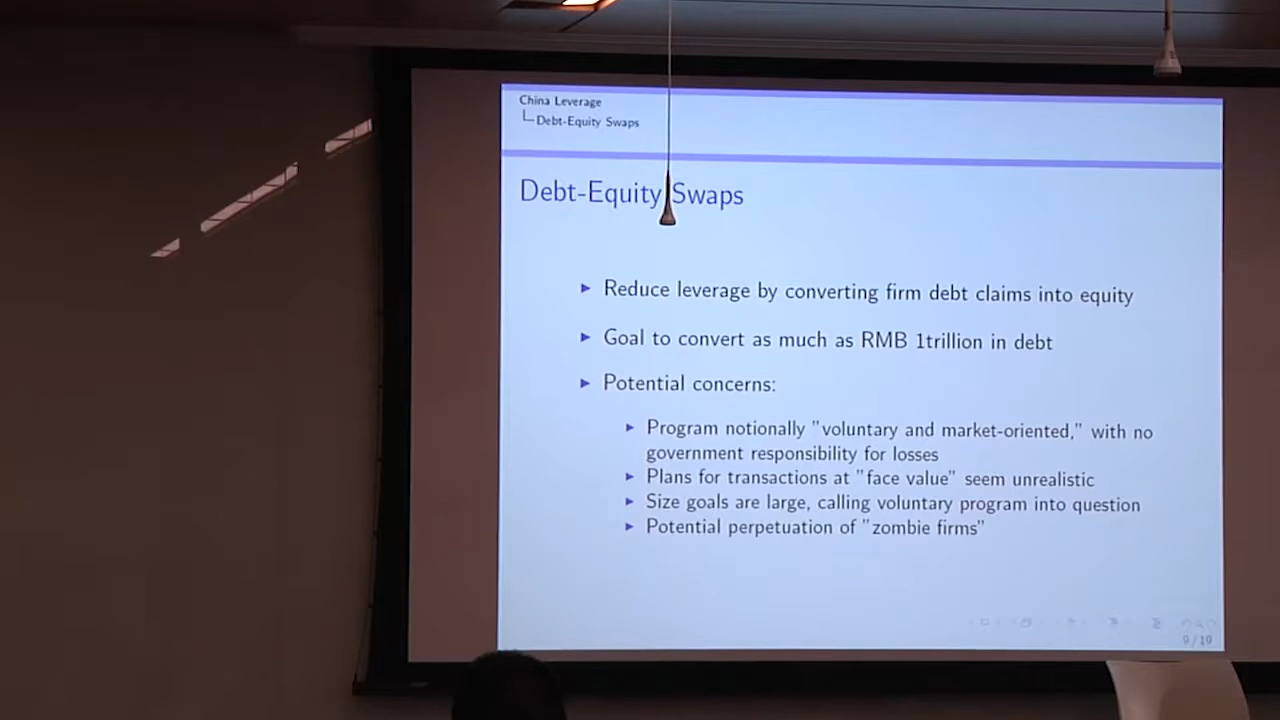 China Leverage
Debt-Equity Swaps
Debt-Equity Swaps
Reduce leverage by converting firm debt claims into equity
Goal to convert as much as RMB 1trillion in debt
Potential concerns:
Program notionally "voluntary and market-oriented," with no
government responsibility for losses
Plans for transactions at "face value" seem unrealistic
Size goals are large, calling voluntary program into question
Potential perpetuation of "zombie firms"
9/19